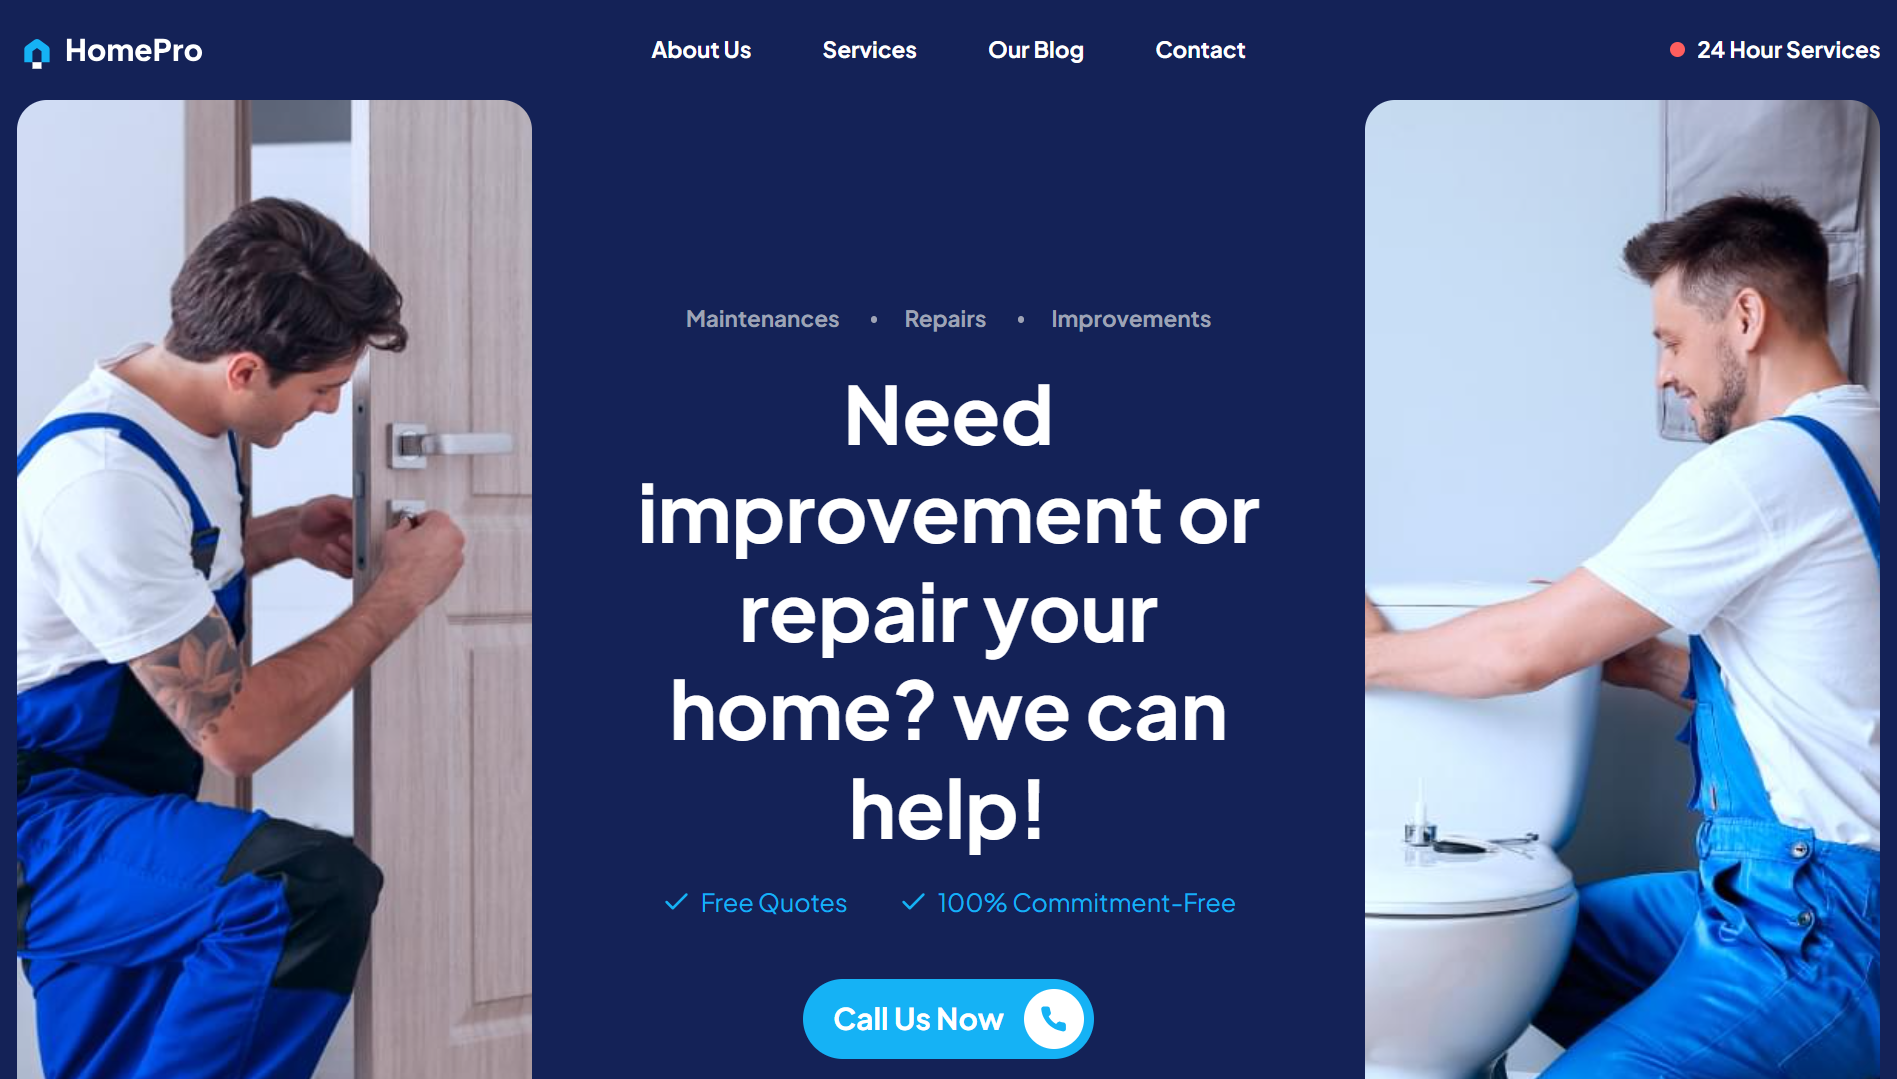 HomePro
About Us
Services
Our Blog
Contact
24 Hour Services
Maintenances • Repairs • Improvements
Need
improvement or
repair your
home? we can
help!
Free Quotes
100% Commitment-Free
Call Us Now